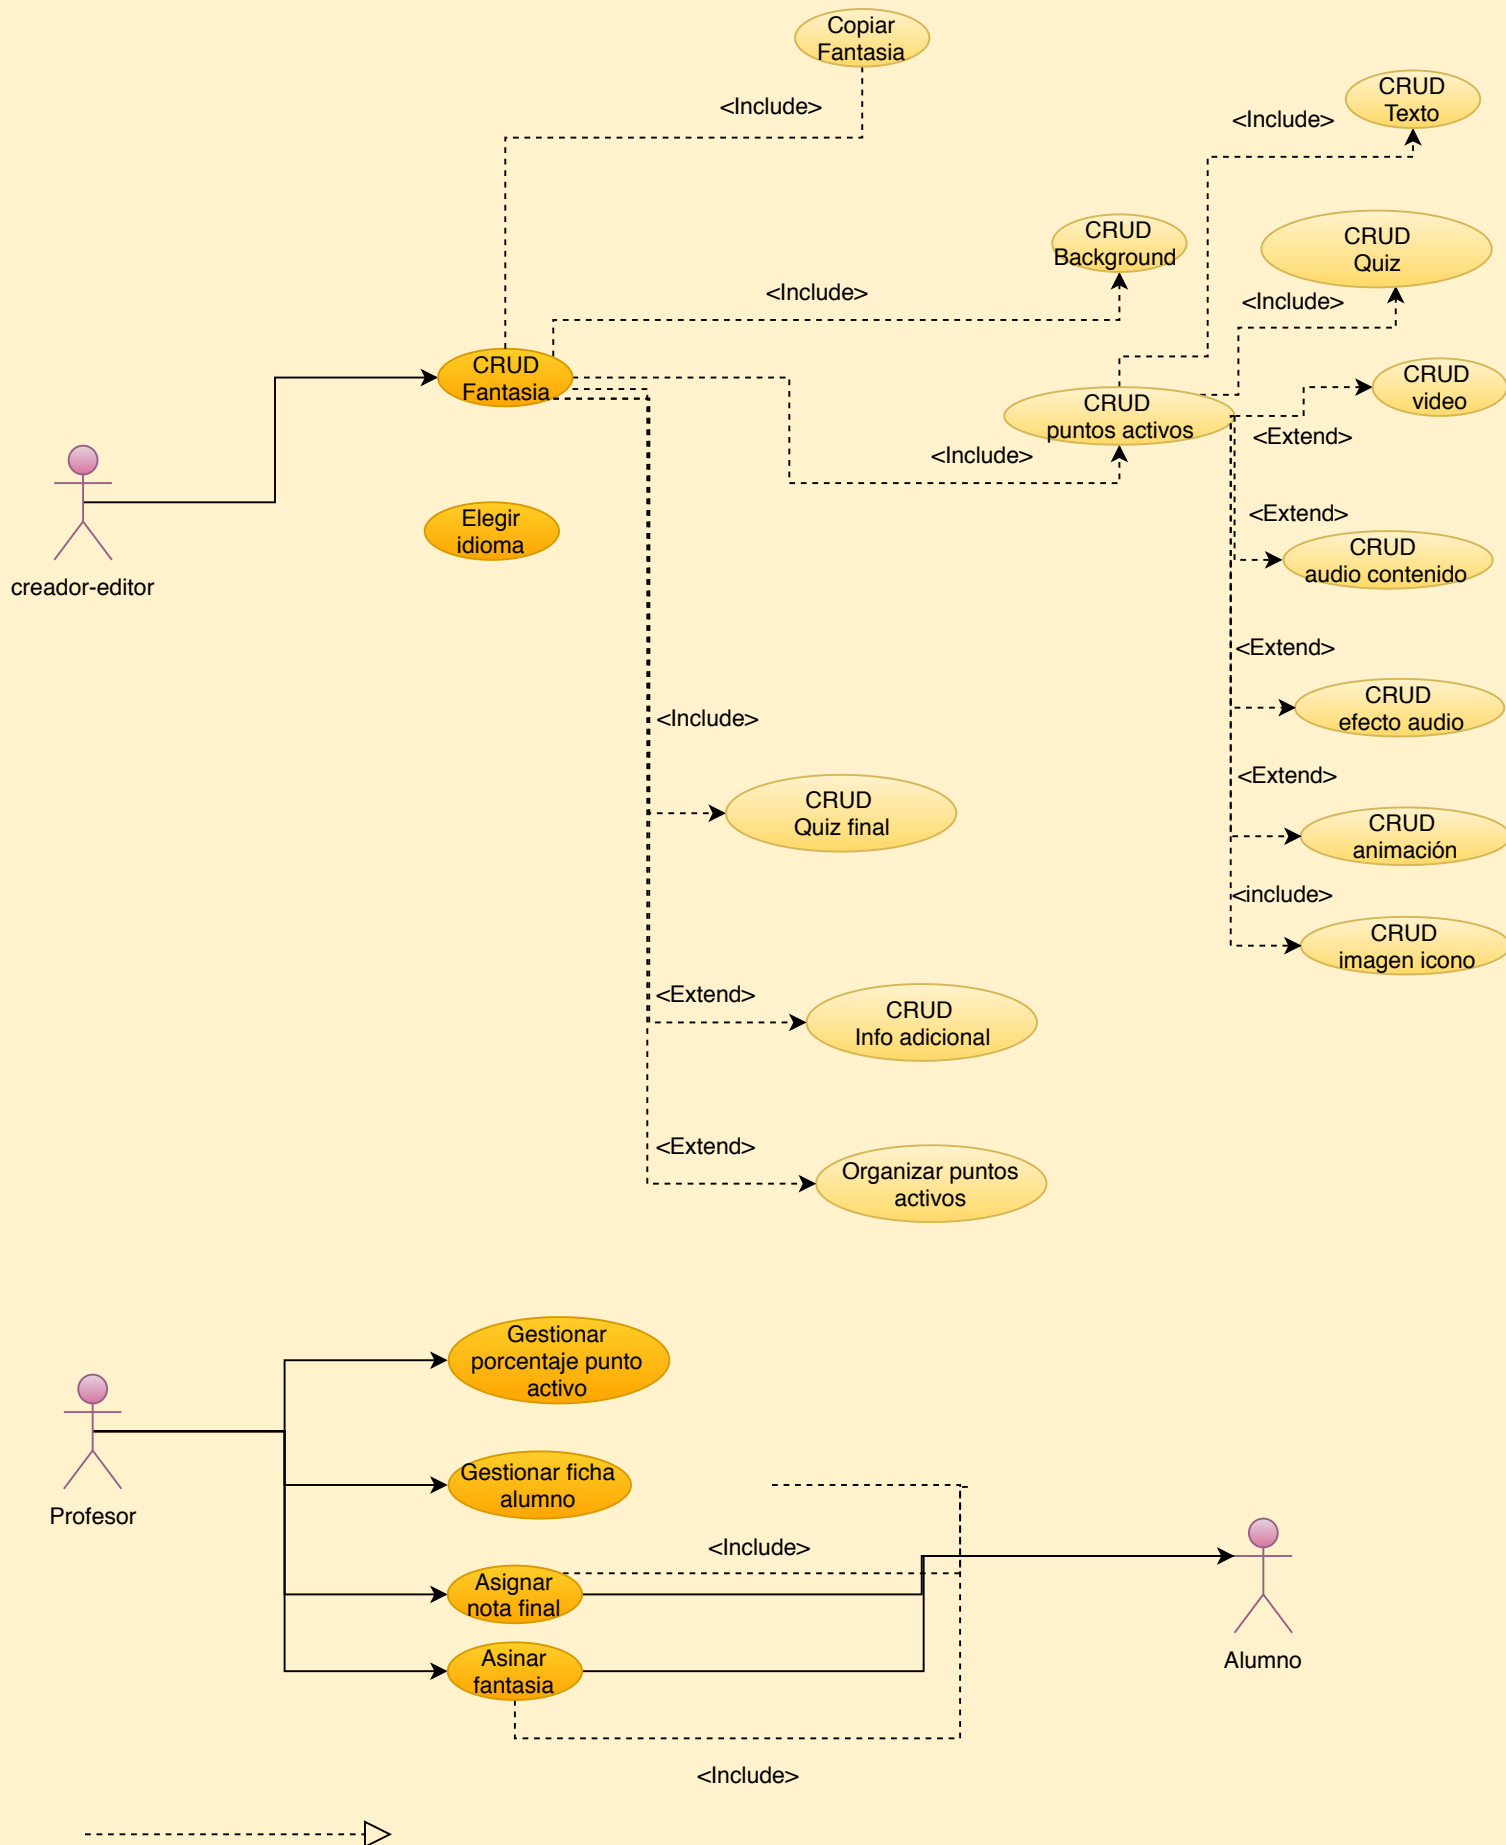 Copiar
Fantasia
<Include>
CRUD
Texto
<Include>
CRUD
Background
CRUD
Quiz
<Include>
<Include>
CRUD
Fantasia
CRUD
video
CRUD
puntos activos
<Extend>
<Include>
creador-editor
Elegir
idioma
<Extend>
CRUD
audio contenido
<Extend>
CRUD
efecto audio
<Include>
<Extend>
CRUD
Quiz final
CRUD
animación
<include>
CRUD
imagen icono
<Extend>
CRUD
Info adicional
<Extend>
Organizar puntos
activos
Gestionar
porcentaje punto
activo
Profesor
Gestionar ficha
alumno
<Include>
Asignar
nota final
Asinar
fantasia
Alumno
<Include>